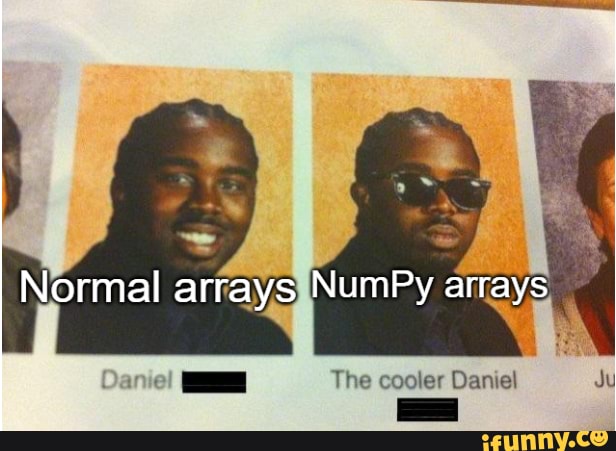 Normal arrays NumPy arrays
Daniel The cooler Daniel Ju
ifunny.co